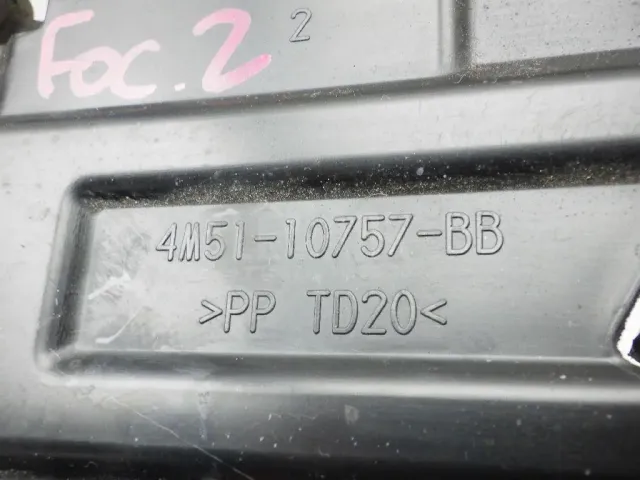 Foc. 2
2
4M51-10757-BB
>PP TD20<